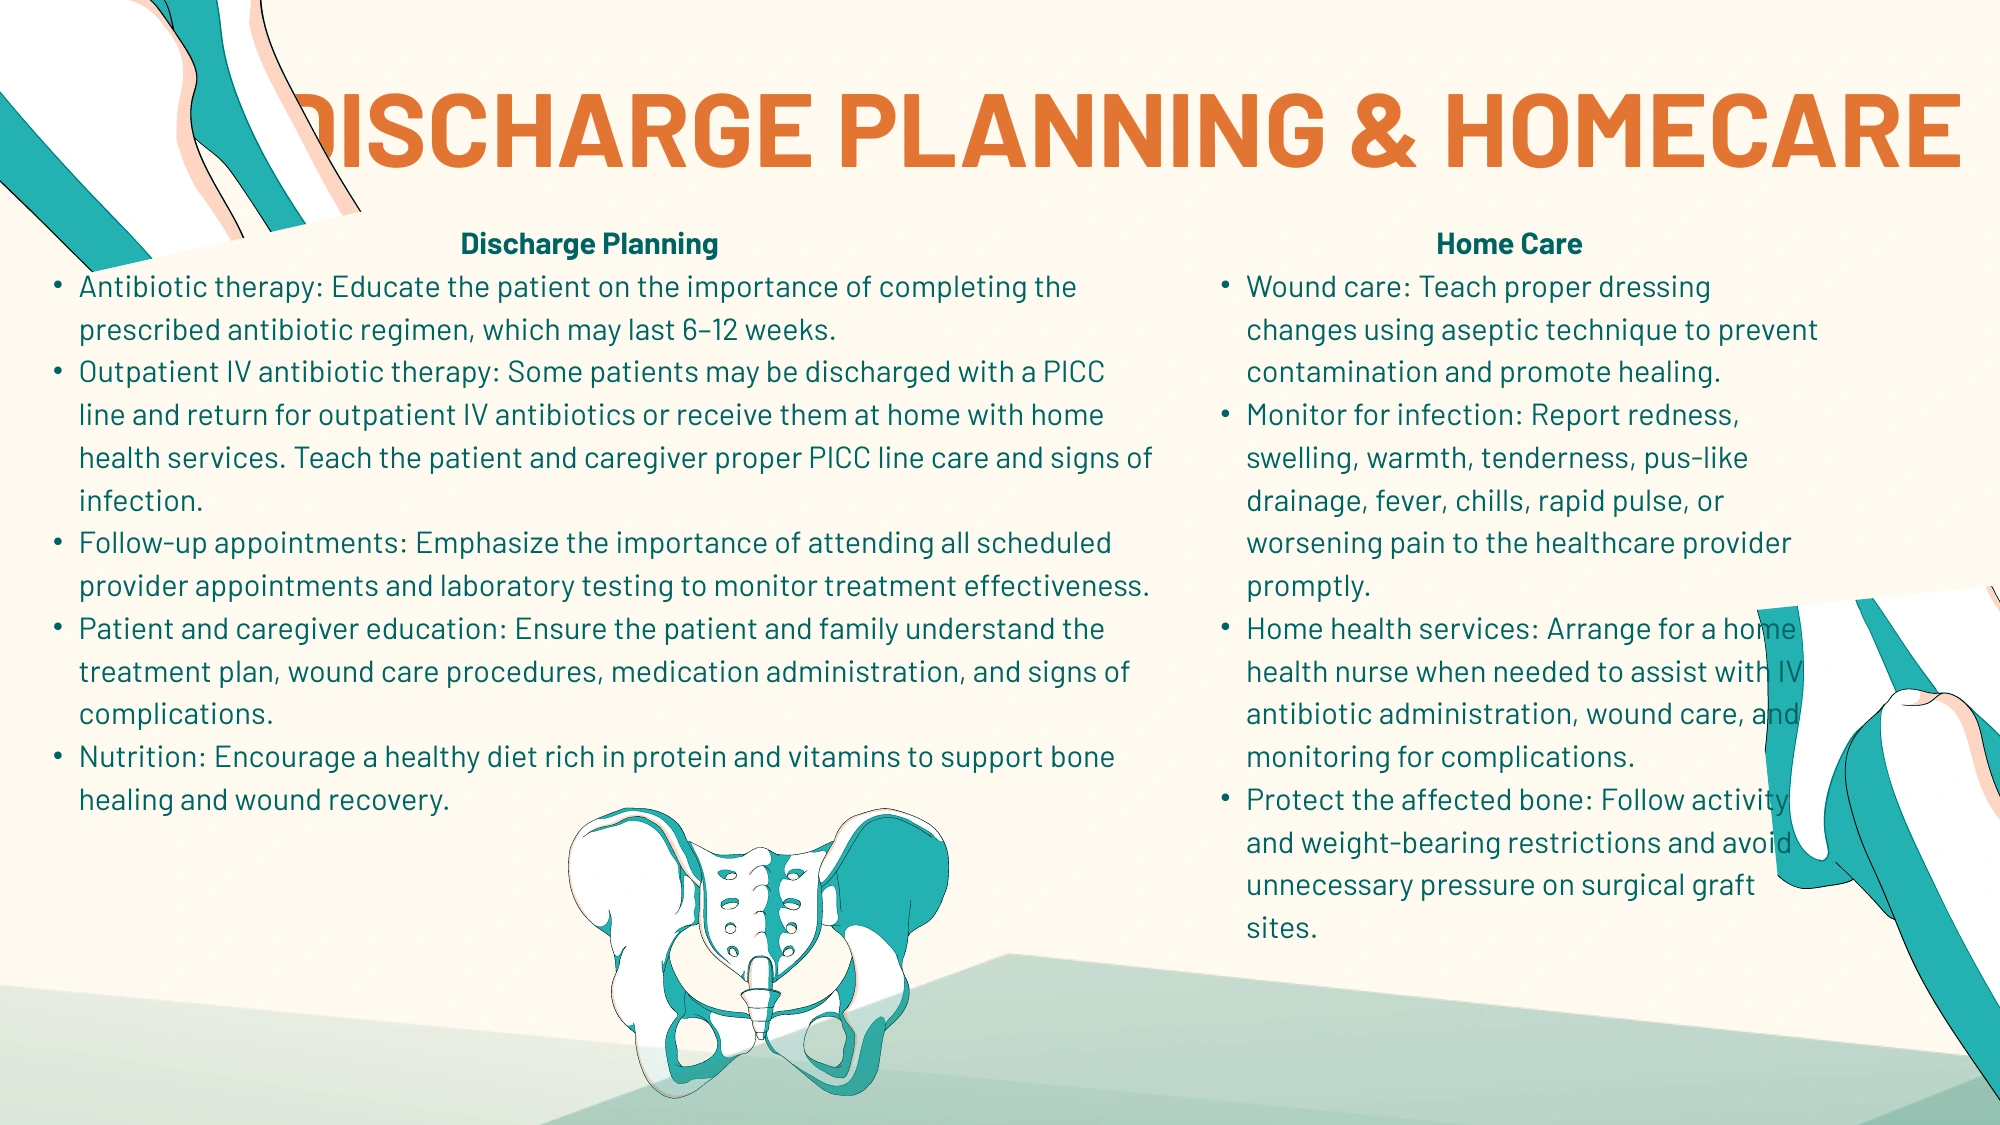 DISCHARGE PLANNING & HOMECARE
Discharge Planning
• Antibiotic therapy: Educate the patient on the importance of completing the
prescribed antibiotic regimen, which may last 6–12 weeks.
• Outpatient IV antibiotic therapy: Some patients may be discharged with a PICC
line and return for outpatient IV antibiotics or receive them at home with home
health services. Teach the patient and caregiver proper PICC line care and signs of
infection.
• Follow-up appointments: Emphasize the importance of attending all scheduled
provider appointments and laboratory testing to monitor treatment effectiveness.
• Patient and caregiver education: Ensure the patient and family understand the
treatment plan, wound care procedures, medication administration, and signs of
complications.
• Nutrition: Encourage a healthy diet rich in protein and vitamins to support bone
healing and wound recovery.
Home Care
• Wound care: Teach proper dressing
changes using aseptic technique to prevent
contamination and promote healing.
• Monitor for infection: Report redness,
swelling, warmth, tenderness, pus-like
drainage, fever, chills, rapid pulse, or
worsening pain to the healthcare provider
promptly.
• Home health services: Arrange for a home
health nurse when needed to assist with IV
antibiotic administration, wound care, and
monitoring for complications.
• Protect the affected bone: Follow activity
and weight-bearing restrictions and avoid
unnecessary pressure on surgical graft
sites.